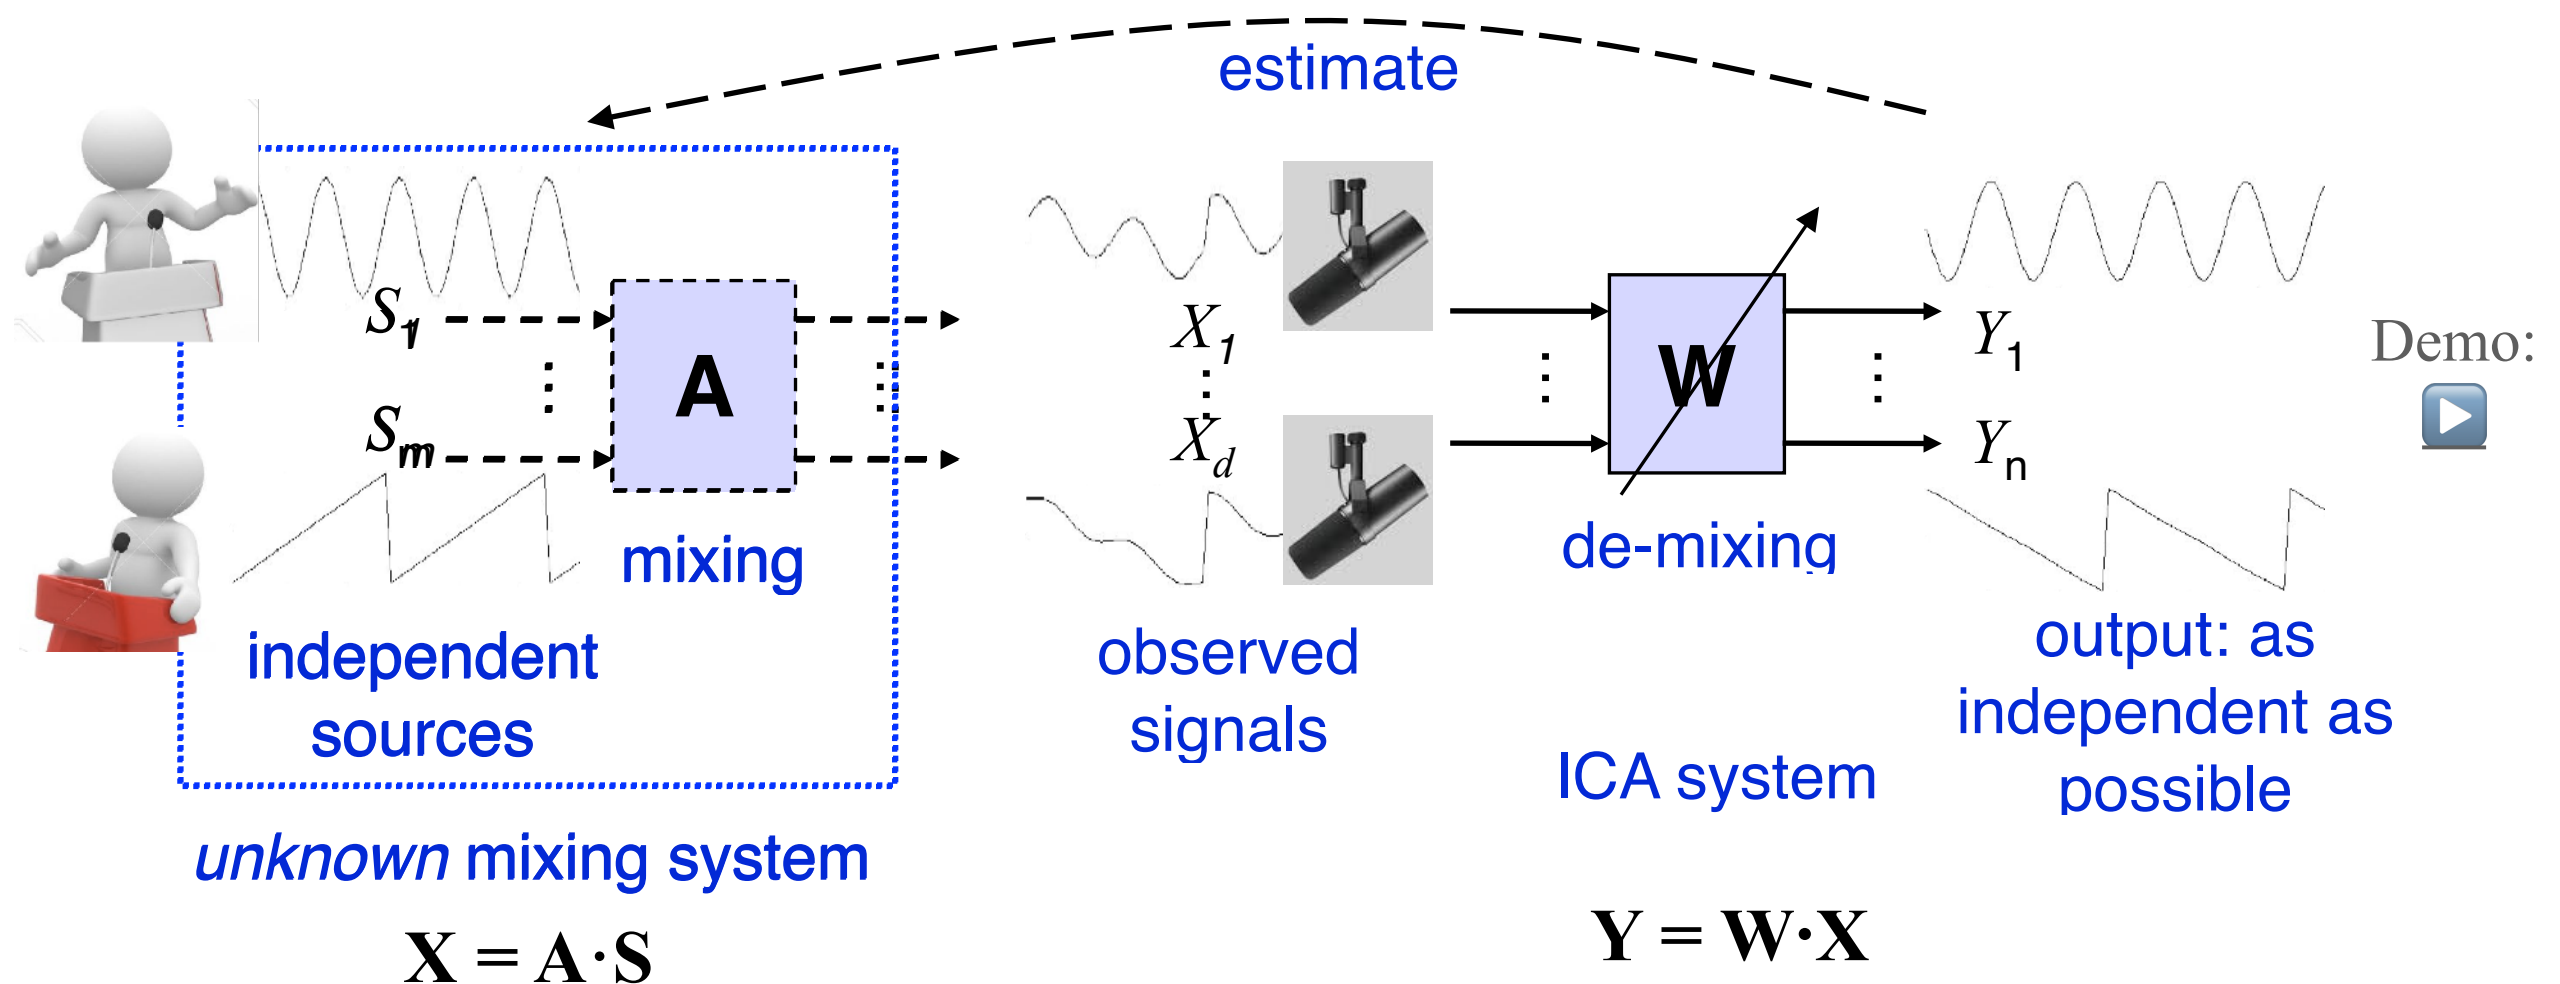 estimate
S1
⋮
Sm
A
mixing
independent
sources
unknown mixing system
X = A·S
X1
⋮
Xd
observed
signals
W
de-mixing
ICA system
Y = W·X
Y1
⋮
Yn
output: as
independent as
possible
Demo: